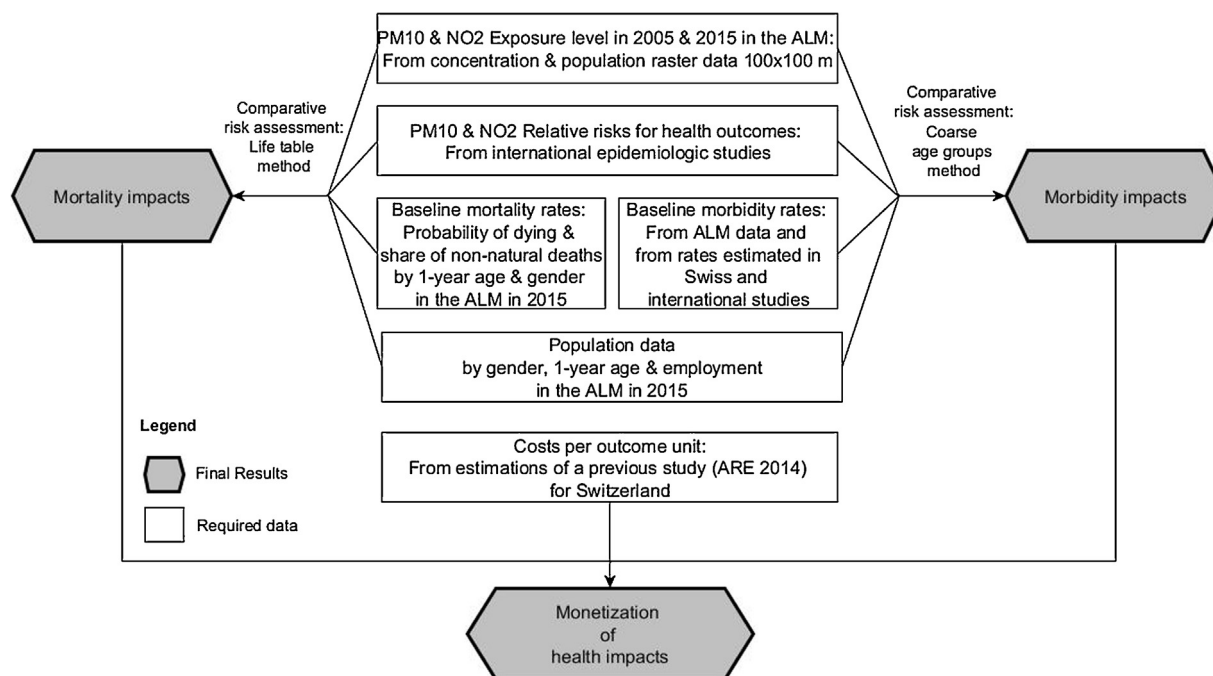 PM10 & NO2 Exposure level in 2005 & 2015 in the ALM:
From concentration & population raster data 100x100 m
Comparative
risk assessment:
Life table
method
Comparative
risk assessment:
Coarse
age groups
method
PM10 & NO2 Relative risks for health outcomes:
From international epidemiologic studies
Mortality impacts
Morbidity impacts
Baseline mortality rates:
Probability of dying &
share of non-natural deaths
by 1-year age & gender
in the ALM in 2015
Baseline morbidity rates:
From ALM data and
from rates estimated in
Swiss and
international studies
Population data
by gender, 1-year age & employment
in the ALM in 2015
Legend
Final Results
Required data
Costs per outcome unit:
From estimations of a previous study (ARE 2014)
for Switzerland
Monetization
of
health impacts